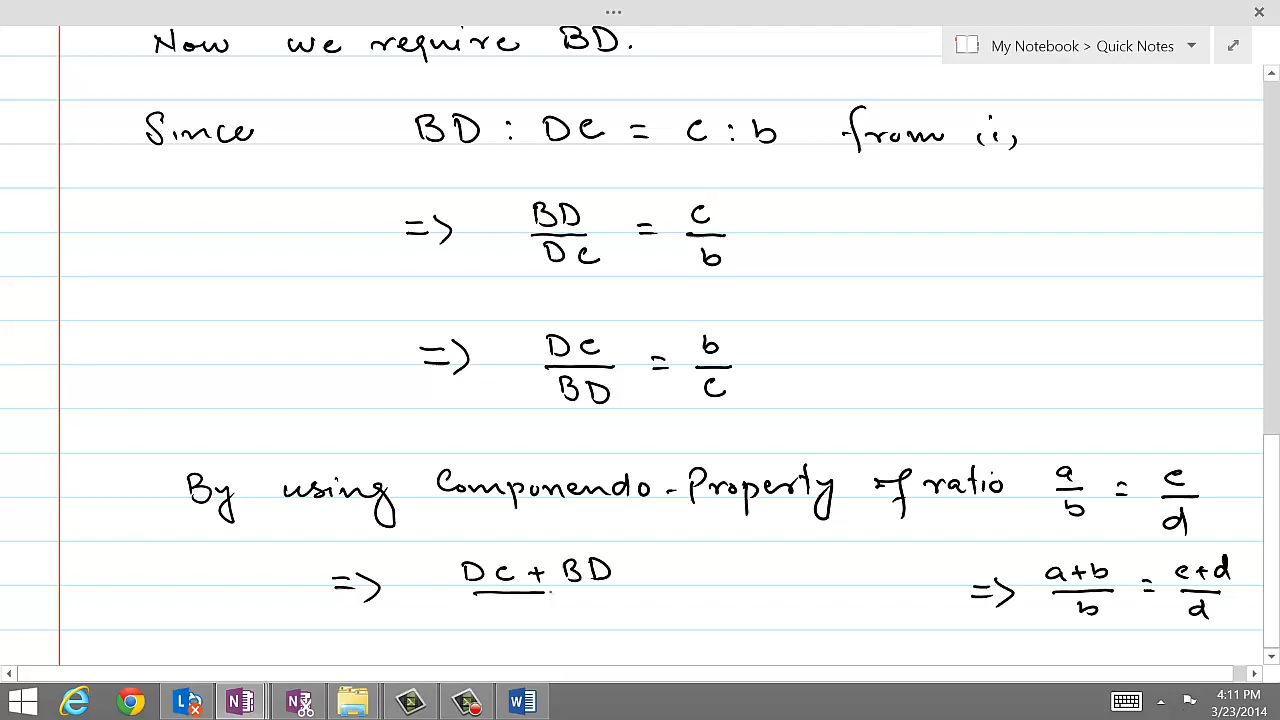 Now we require BD.
My Notebook > Quick Notes
Since BD : DC = c : b from ii,
=> BD/DC = c/b
=> DC/BD = b/c
By using Componendo-Property of ratio a/b = c/d
=> DC + BD
=> a+b/b = c+d/d
4:11 PM
3/23/2014